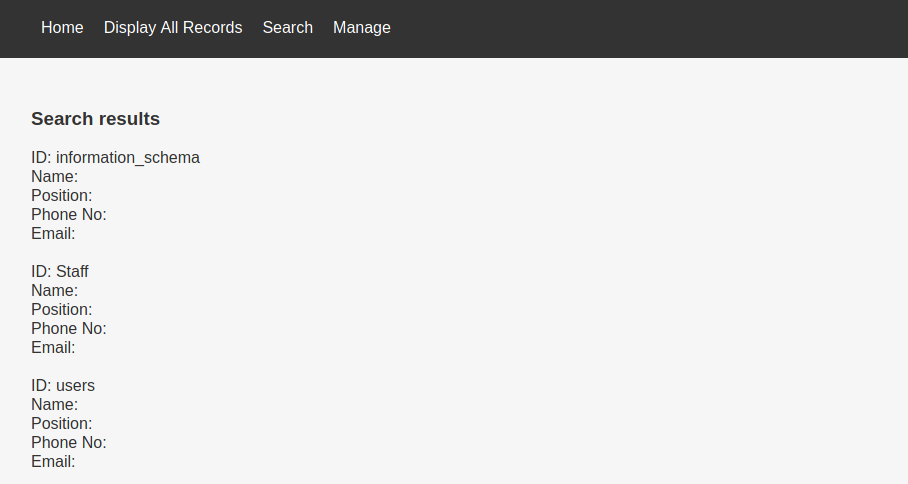 Home Display All Records Search Manage
Search results
ID: information_schema
Name:
Position:
Phone No:
Email:
ID: Staff
Name:
Position:
Phone No:
Email:
ID: users
Name:
Position:
Phone No:
Email: